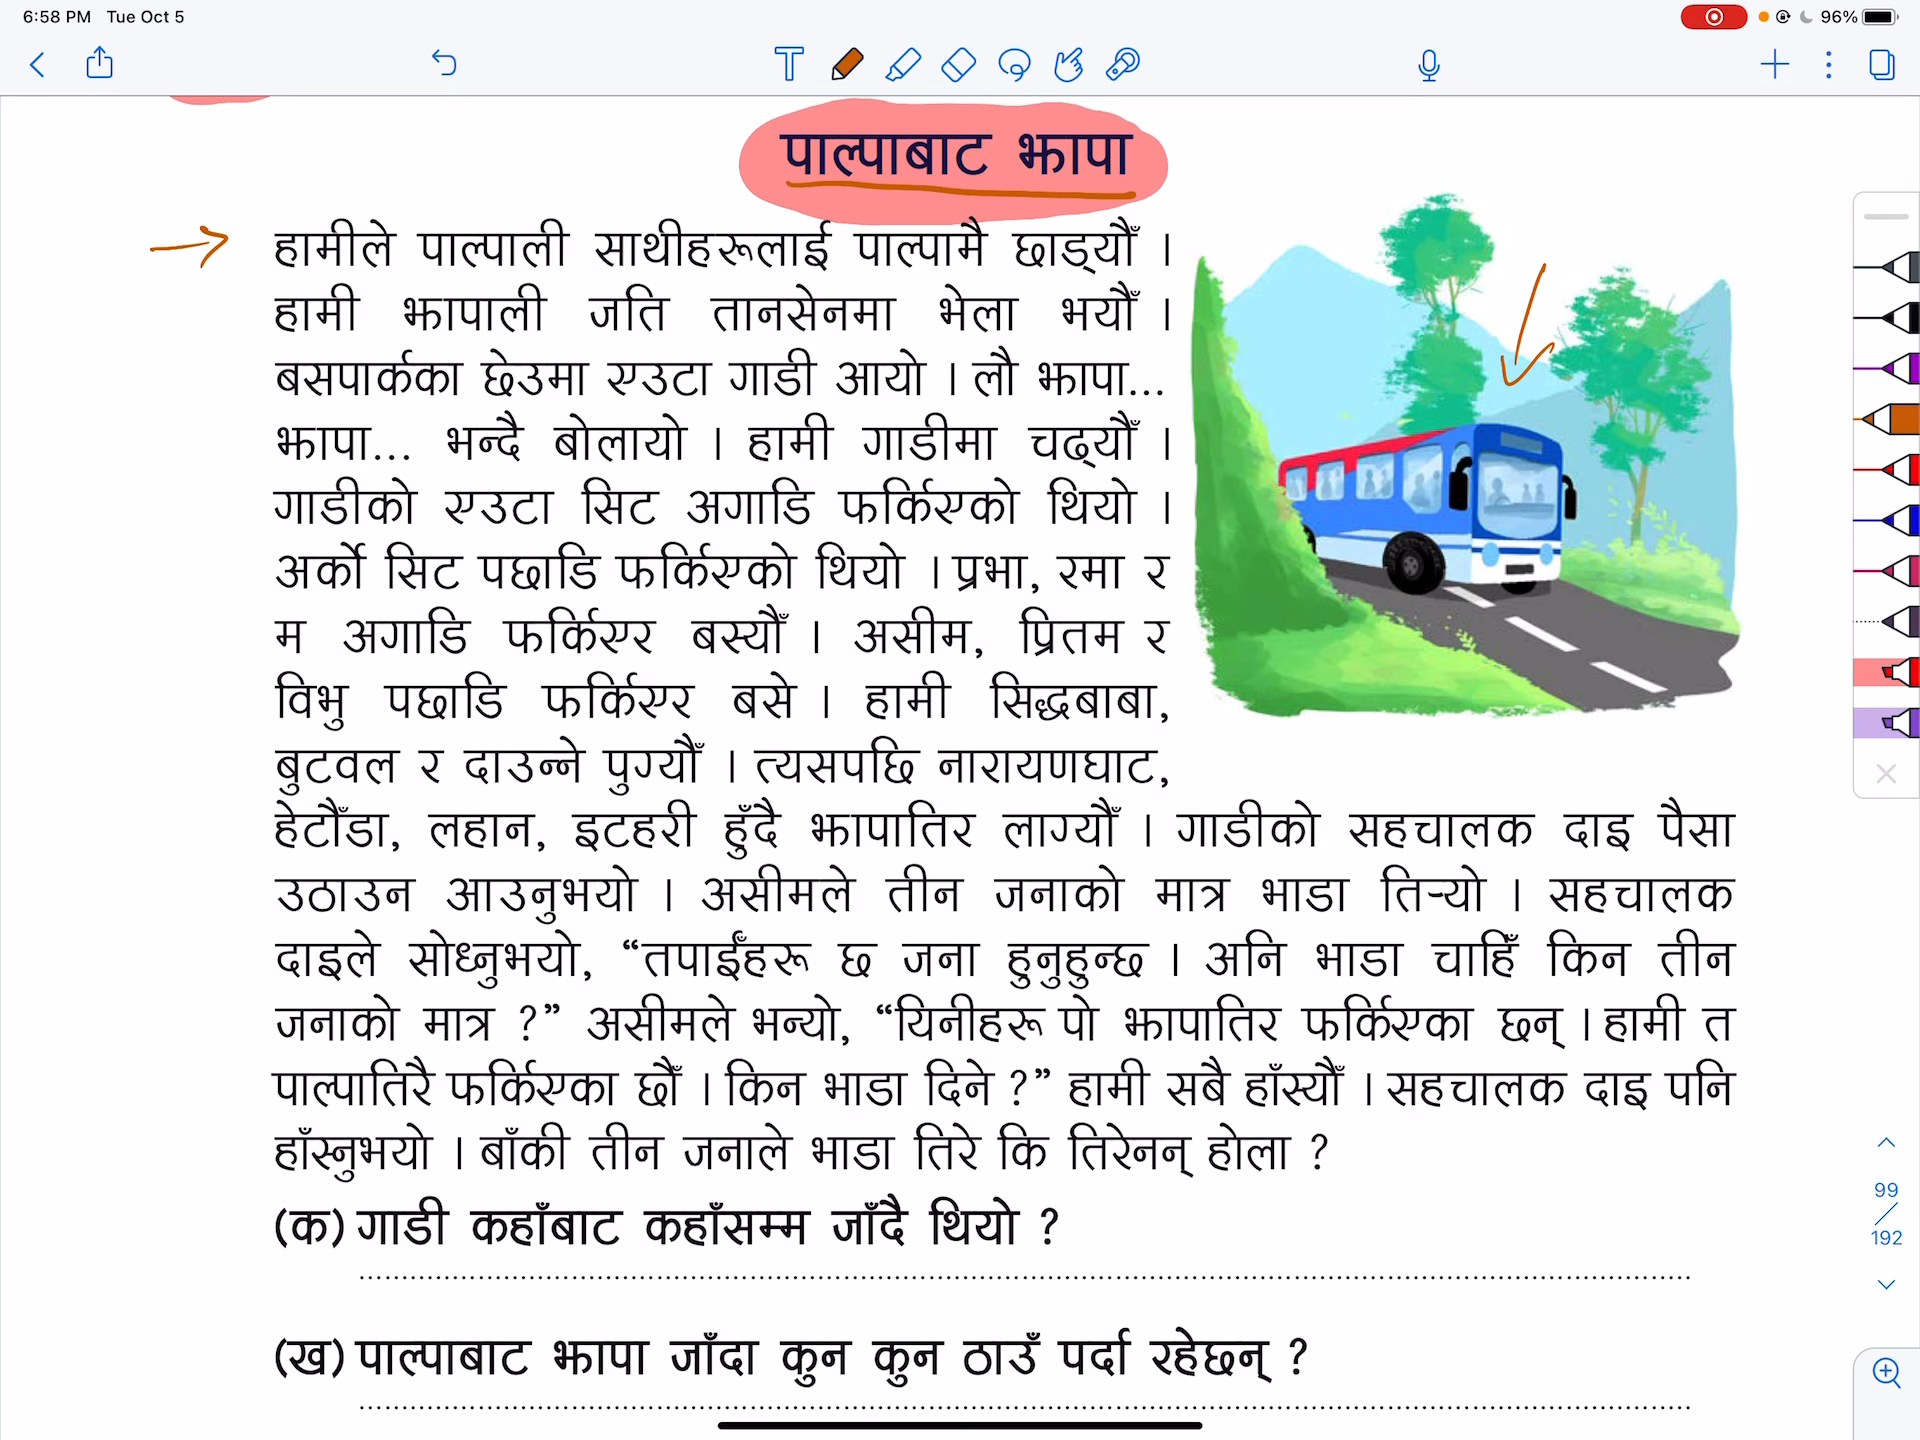 6:58 PM Tue Oct 5
96%
पाल्पाबाट झापा
हामीले पाल्पाली साथीहरूलाई पाल्पामै छाड्यौँ ।
हामी झापाली जति तानसेनमा भेला भयौँ ।
बसपार्कका छेउमा एउटा गाडी आयो । लौ झापा...
झापा... भन्दै बोलायो । हामी गाडीमा चढ्यौँ ।
गाडीको एउटा सिट अगाडि फर्किएको थियो ।
अर्को सिट पछाडि फर्किएको थियो । प्रभा, रमा र
म अगाडि फर्किएर बस्यौँ । असीम, प्रितम र
विभु पछाडि फर्किएर बसे । हामी सिद्धबाबा,
बुटवल र दाउन्ने पुग्यौँ । त्यसपछि नारायणघाट,
हेटौँडा, लहान, इटहरी हुँदै झापातिर लाग्यौँ । गाडीको सहचालक दाइ पैसा
उठाउन आउनुभयो । असीमले तीन जनाको मात्र भाडा तिऱ्यो । सहचालक
दाइले सोध्नुभयो, “तपाईँहरू छ जना हुनुहुन्छ । अनि भाडा चाहिँ किन तीन
जनाको मात्र ?” असीमले भन्यो, “यिनीहरू पो झापातिर फर्किएका छन् । हामी त
पाल्पातिरै फर्किएका छौँ । किन भाडा दिने ?” हामी सबै हाँस्यौँ । सहचालक दाइ पनि
हाँस्नुभयो । बाँकी तीन जनाले भाडा तिरे कि तिरेनन् होला ?
(क) गाडी कहाँबाट कहाँसम्म जाँदै थियो ?
(ख) पाल्पाबाट झापा जाँदा कुन कुन ठाउँ पर्दा रहेछन् ?
99
192